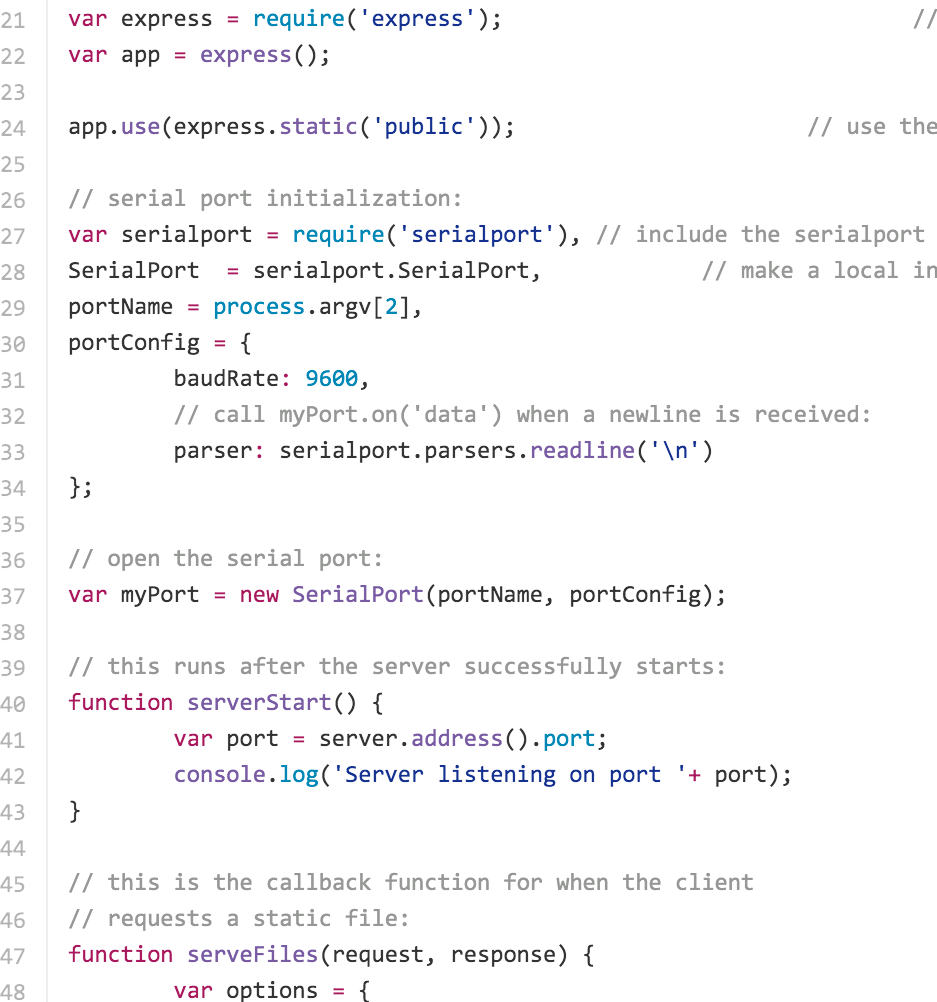 21 var express = require('express'); //
22 var app = express();
23
24 app.use(express.static('public')); // use the
25
26 // serial port initialization:
27 var serialport = require('serialport'), // include the serialport
28 SerialPort  = serialport.SerialPort, // make a local in
29 portName = process.argv[2],
30 portConfig = {
31         baudRate: 9600,
32         // call myPort.on('data') when a newline is received:
33         parser: serialport.parsers.readline('\n')
34 };
35
36 // open the serial port:
37 var myPort = new SerialPort(portName, portConfig);
38
39 // this runs after the server successfully starts:
40 function serverStart() {
41         var port = server.address().port;
42         console.log('Server listening on port '+ port);
43 }
44
45 // this is the callback function for when the client
46 // requests a static file:
47 function serveFiles(request, response) {
48         var options = {